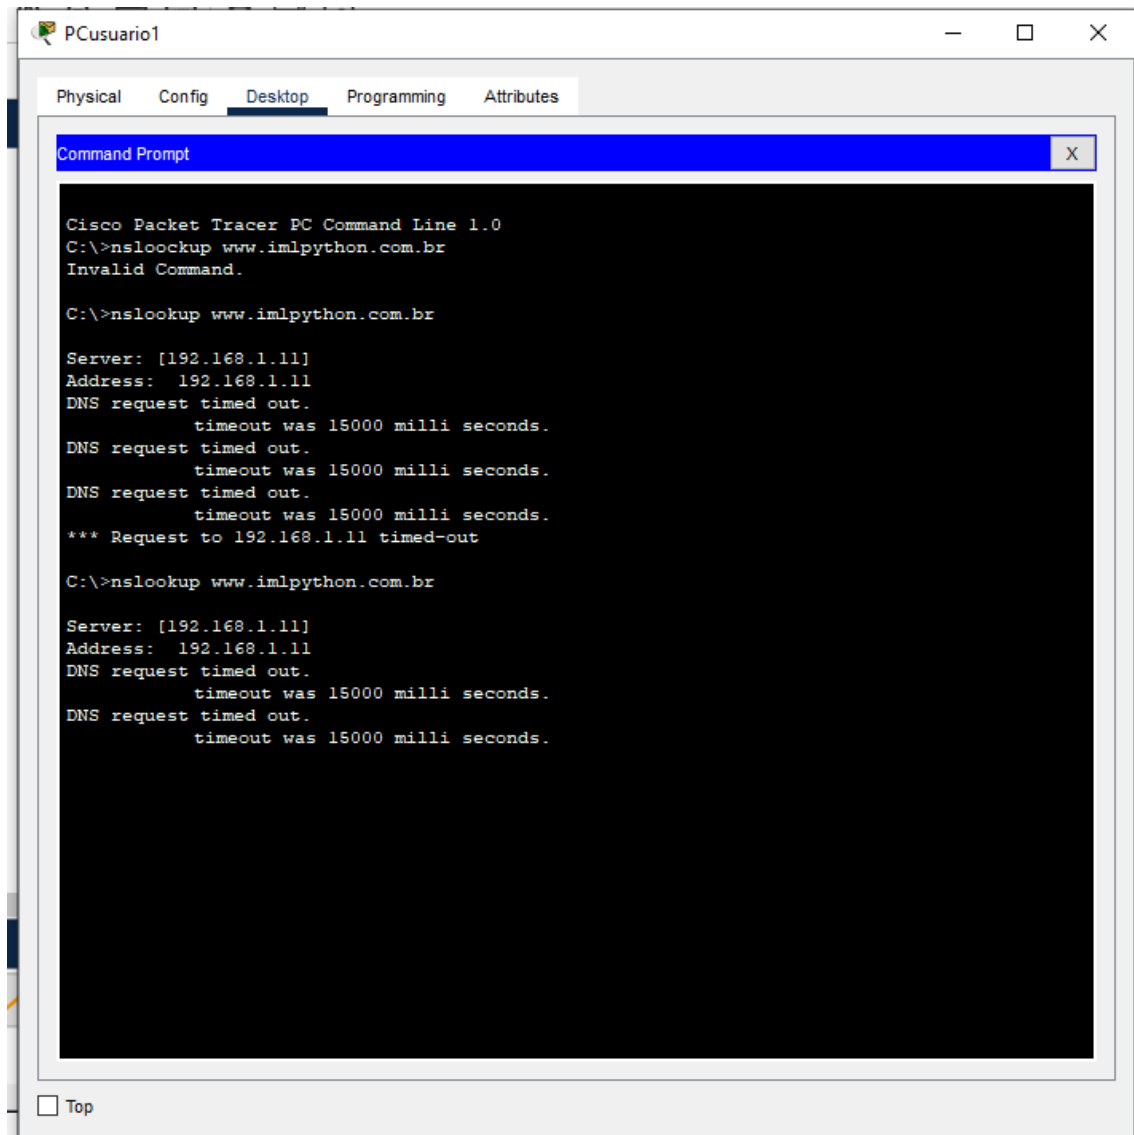 PCusuario1
Physical Config Desktop Programming Attributes
Command Prompt X
Cisco Packet Tracer PC Command Line 1.0
C:\>nsloockup www.imlpython.com.br
Invalid Command.
C:\>nslookup www.imlpython.com.br
Server: [192.168.1.11]
Address:  192.168.1.11
DNS request timed out.
timeout was 15000 milli seconds.
DNS request timed out.
timeout was 15000 milli seconds.
DNS request timed out.
timeout was 15000 milli seconds.
*** Request to 192.168.1.11 timed-out
C:\>nslookup www.imlpython.com.br
Server: [192.168.1.11]
Address:  192.168.1.11
DNS request timed out.
timeout was 15000 milli seconds.
DNS request timed out.
timeout was 15000 milli seconds.
Top